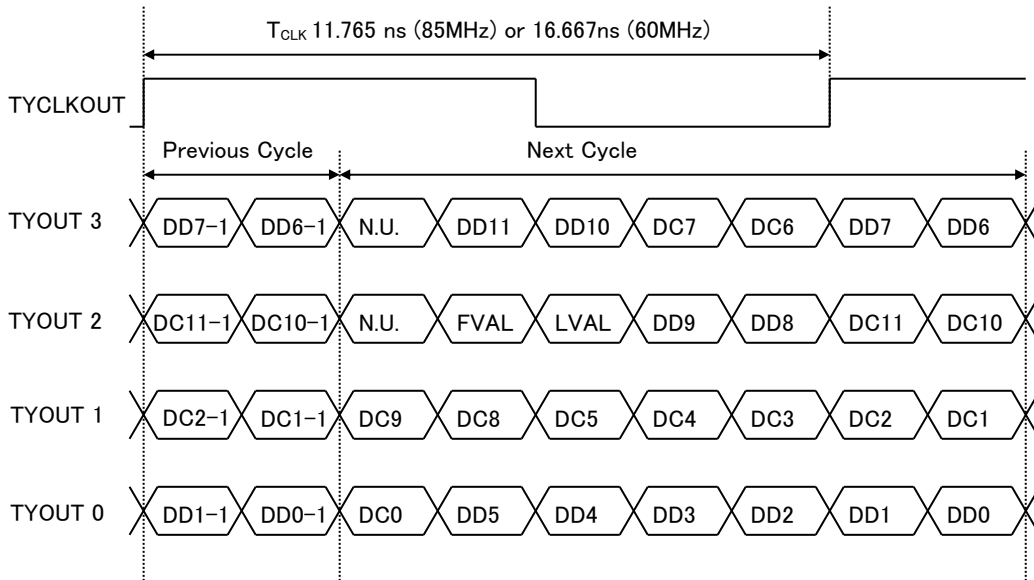 TCLK 11.765 ns (85MHz) or 16.667ns (60MHz)
TYCLKOUT
Previous Cycle Next Cycle
TYOUT 3 DD7-1 DD6-1 N.U. DD11 DD10 DC7 DC6 DD7 DD6
TYOUT 2 DC11-1 DC10-1 N.U. FVAL LVAL DD9 DD8 DC11 DC10
TYOUT 1 DC2-1 DC1-1 DC9 DC8 DC5 DC4 DC3 DC2 DC1
TYOUT 0 DD1-1 DD0-1 DC0 DD5 DD4 DD3 DD2 DD1 DD0